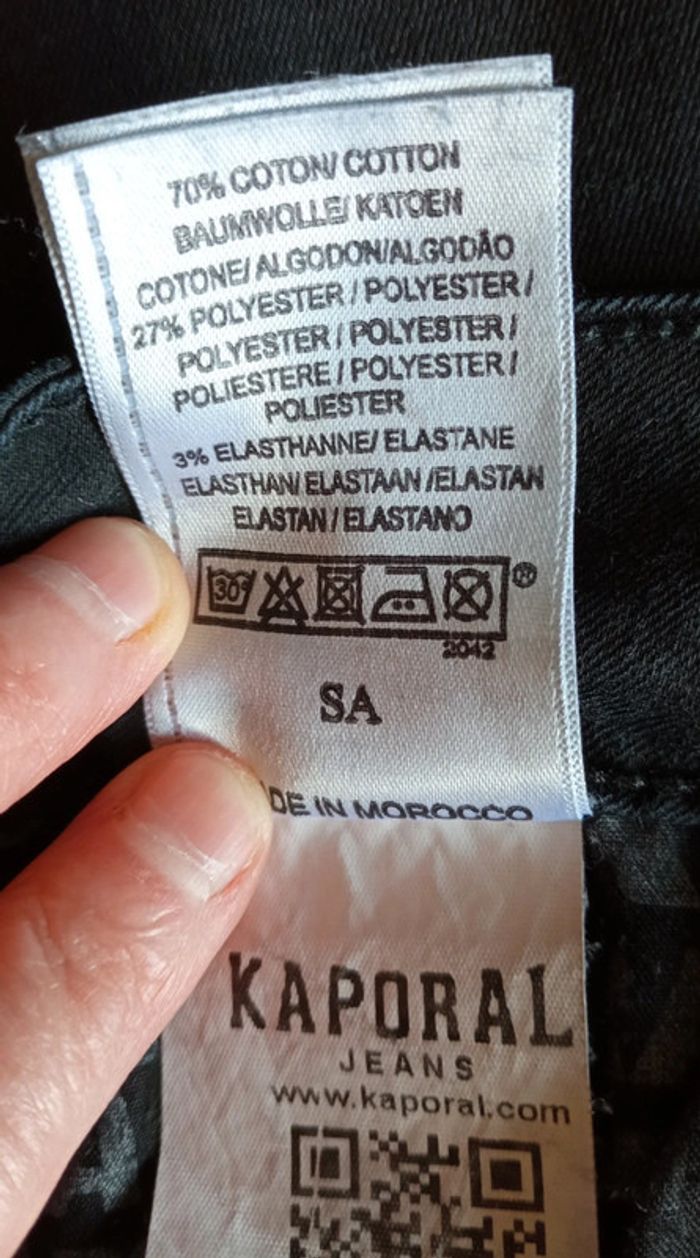 70% COTON/ COTTON
BAUMWOLLE/ KATOEN
COTONE/ ALGODON/ALGODÃO
27% POLYESTER / POLYESTER /
POLYESTER / POLYESTER /
POLIESTERE / POLYESTER /
POLIESTER
3% ELASTHANNE/ ELASTANE
ELASTHAN/ ELASTAAN /ELASTAN
ELASTAN / ELASTANO
30°
®
2042
SA
DE IN MOROCCO
KAPORAL
JEANS
www.kaporal.com